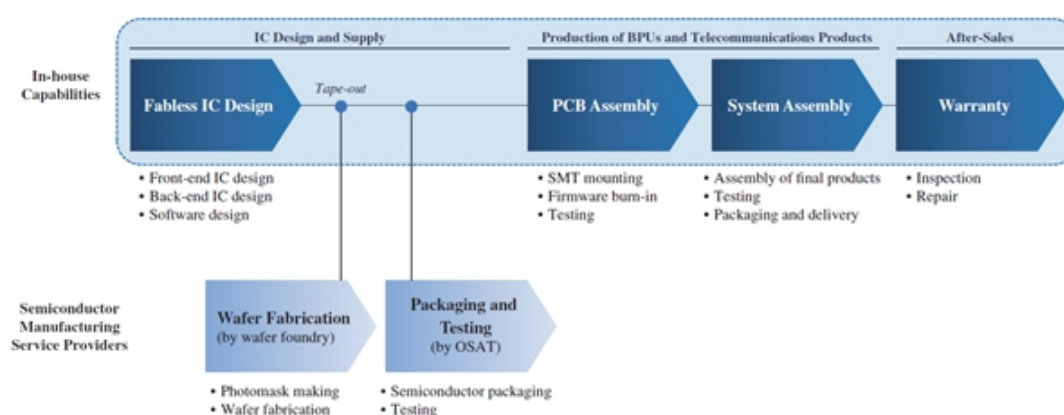 IC Design and Supply
Production of BPUs and Telecommunications Products
After-Sales
In-house
Capabilities
Fabless IC Design
Tape-out
PCB Assembly
System Assembly
Warranty
• Front-end IC design
• Back-end IC design
• Software design
• SMT mounting
• Firmware burn-in
• Testing
• Assembly of final products
• Testing
• Packaging and delivery
• Inspection
• Repair
Semiconductor
Manufacturing
Service Providers
Wafer Fabrication
(by wafer foundry)
Packaging and
Testing
(by OSAT)
• Photomask making
• Wafer fabrication
• Semiconductor packaging
• Testing